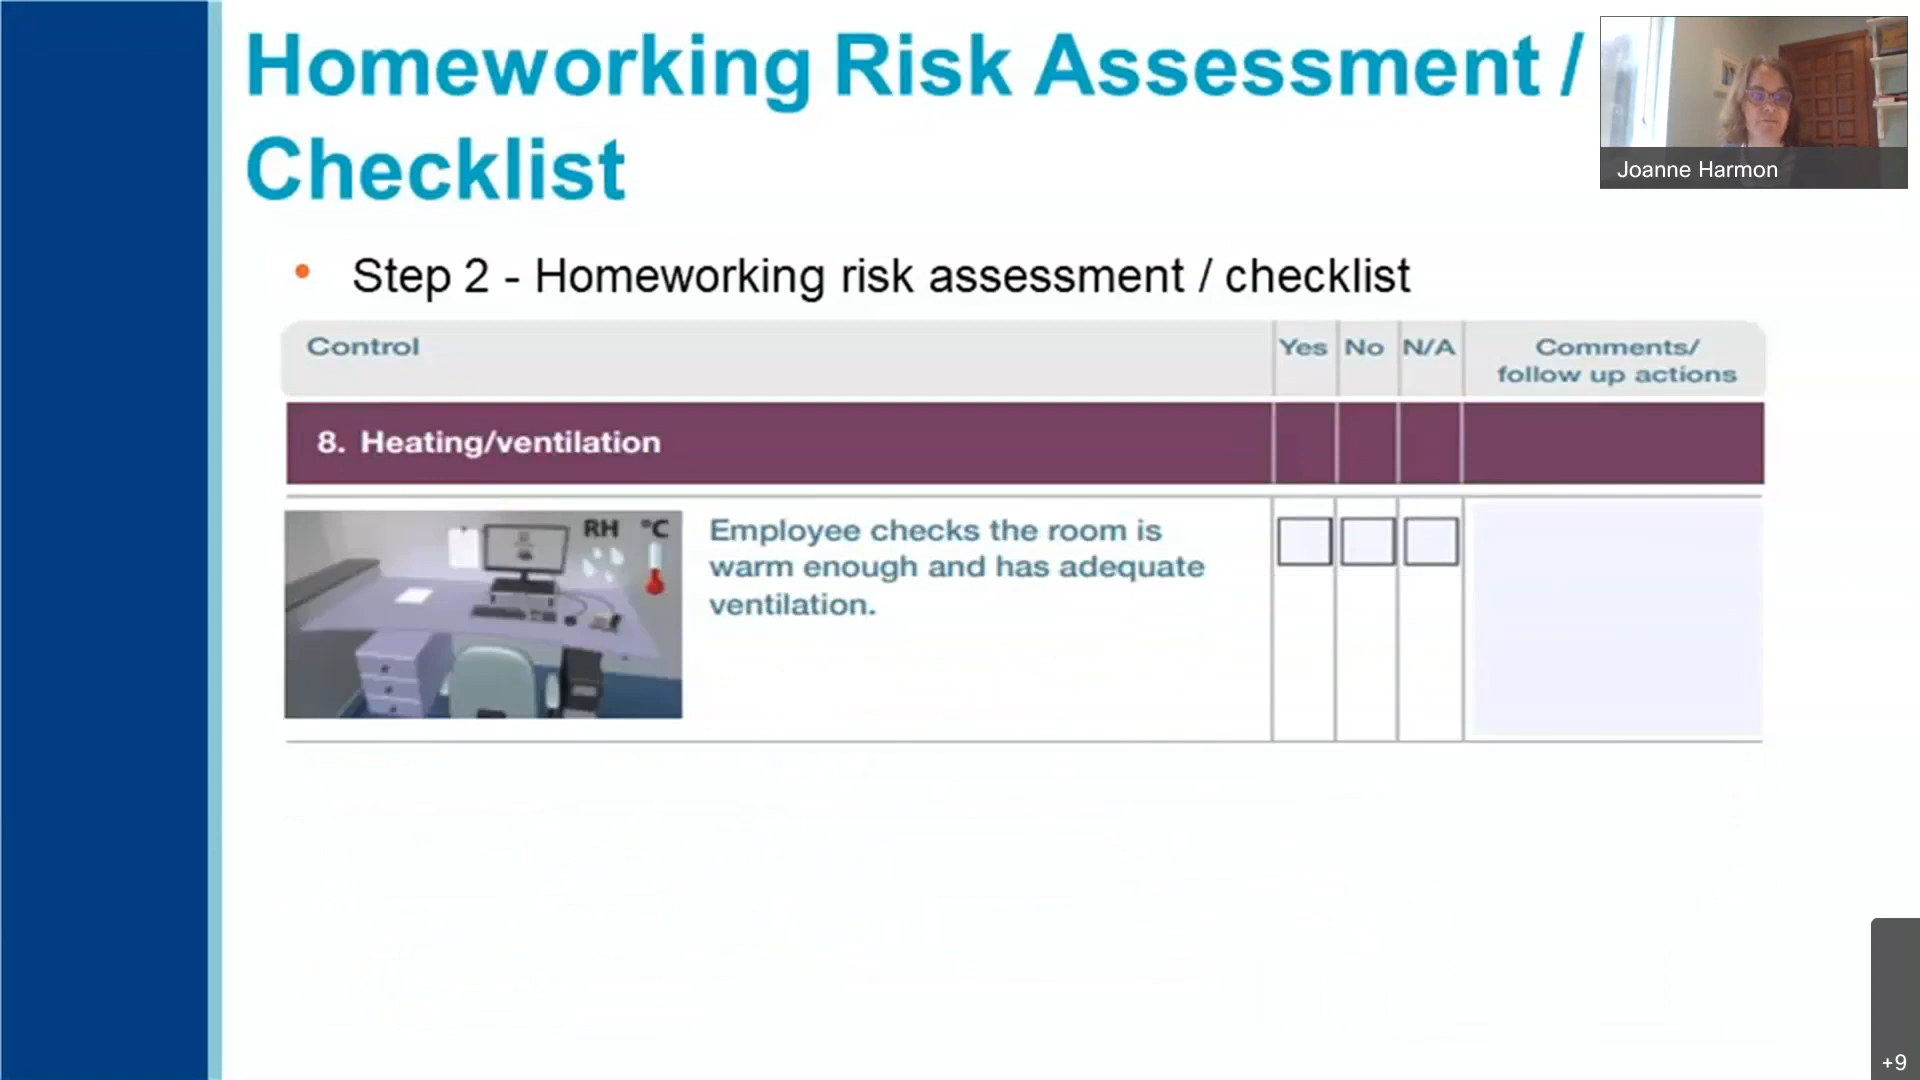 Homeworking Risk Assessment /
Checklist
Joanne Harmon
• Step 2 - Homeworking risk assessment / checklist
Control Yes No N/A Comments/
follow up actions
8. Heating/ventilation
RH °C
Employee checks the room is
warm enough and has adequate
ventilation.
+9